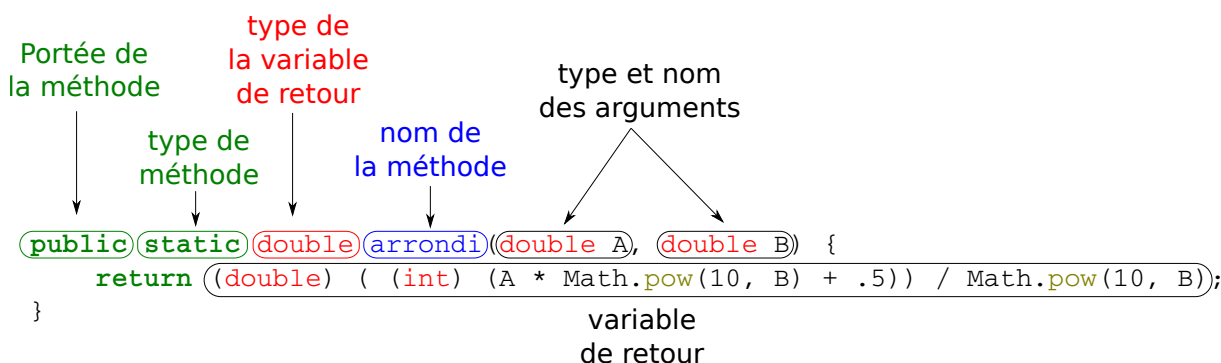 Portée de
la méthode
type de
la variable
de retour
type de
méthode
nom de
la méthode
type et nom
des arguments
public static double arrondi(double A, double B) {
return (double) ( (int) (A * Math.pow(10, B) + .5)) / Math.pow(10, B);
}
variable
de retour